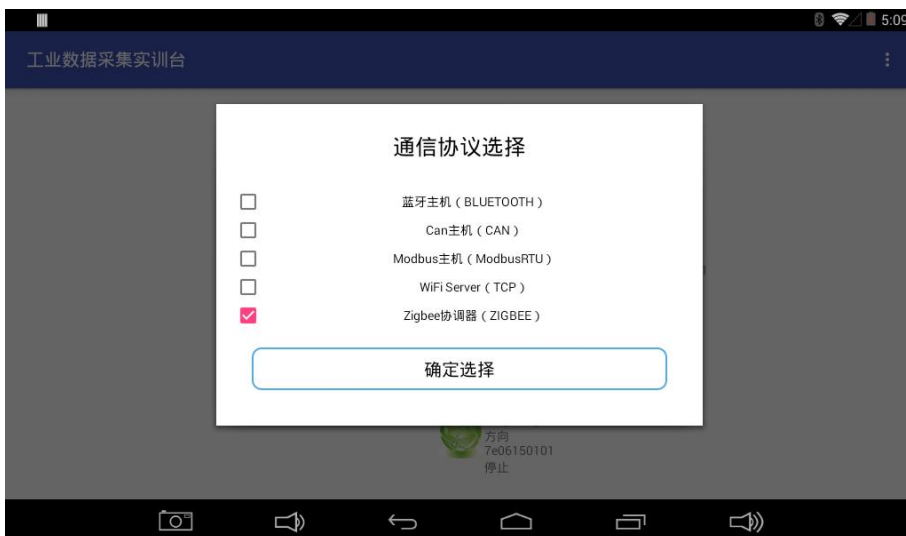 5:09
工业数据采集实训台
通信协议选择
蓝牙主机（BLUETOOTH）
Can主机（CAN）
Modbus主机（ModbusRTU）
WiFi Server（TCP）
Zigbee协调器（ZIGBEE）
确定选择
方向
7e06150101
停止